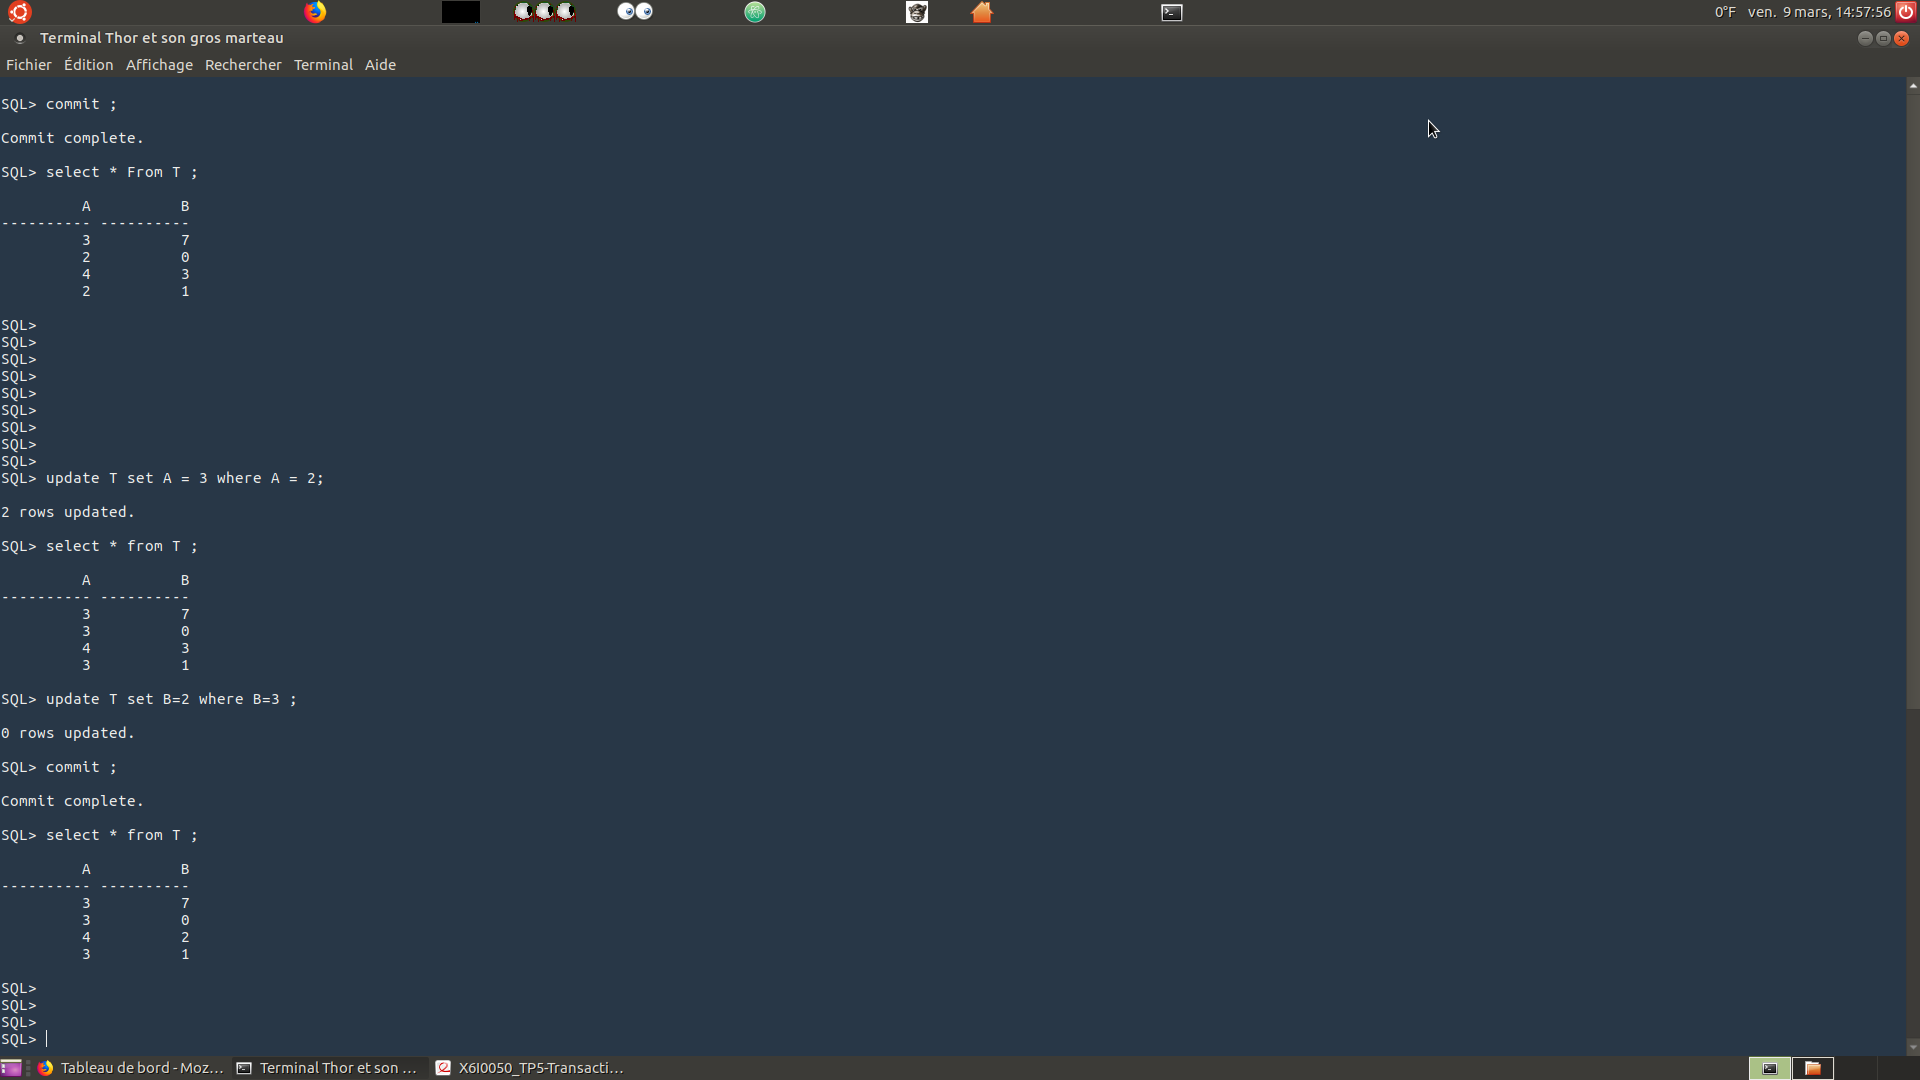 0°F ven. 9 mars, 14:57:56
Terminal Thor et son gros marteau
Fichier Édition Affichage Rechercher Terminal Aide
SQL> commit ;
Commit complete.
SQL> select * From T ;
A B
---------- ----------
3 7
2 0
4 3
2 1
SQL>
SQL>
SQL>
SQL>
SQL>
SQL>
SQL>
SQL>
SQL>
SQL> update T set A = 3 where A = 2;
2 rows updated.
SQL> select * from T ;
A B
---------- ----------
3 7
3 0
4 3
3 1
SQL> update T set B=2 where B=3 ;
0 rows updated.
SQL> commit ;
Commit complete.
SQL> select * from T ;
A B
---------- ----------
3 7
3 0
4 2
3 1
SQL>
SQL>
SQL>
SQL>
Tableau de bord - Moz... Terminal Thor et son ... X6I0050_TP5-Transacti...